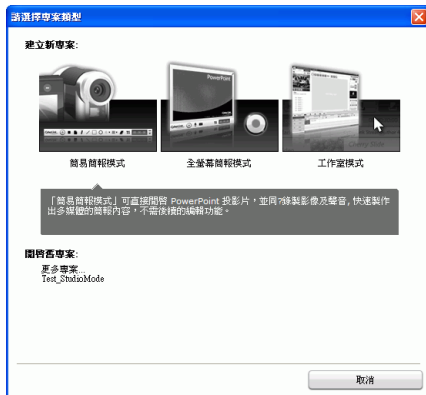 請選擇專案類型
建立新專案:
PowerPoint
簡易簡報模式
全螢幕簡報模式
工作室模式
「簡易簡報模式」可直接開啟 PowerPoint 投影片，並同?錄製影像及聲音，快速製作
出多媒體的簡報內容，不需後續的編輯功能。
開啓舊專案:
更多專案...
Test_StudioMode
取消